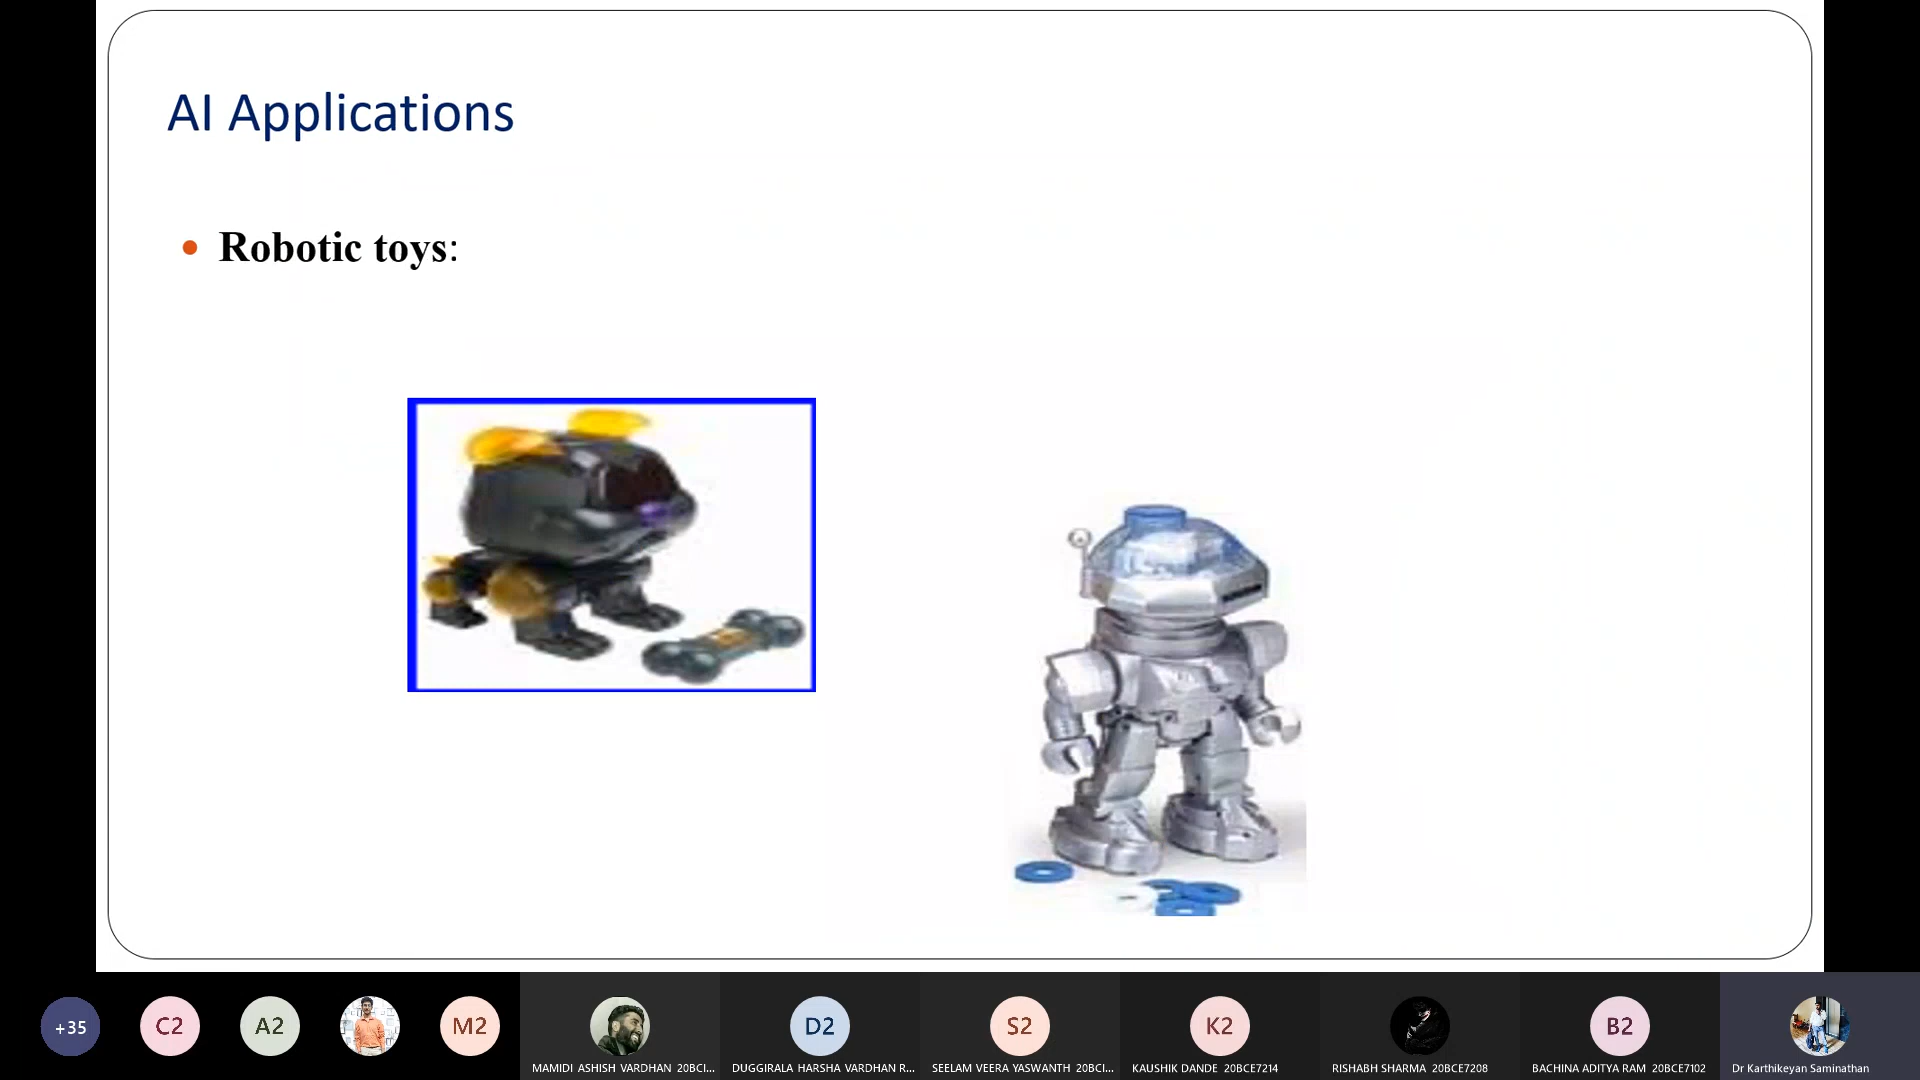 AI Applications
• Robotic toys:
+35
C2
A2
M2
D2
S2
K2
B2
MAMIDI ASHISH VARDHAN 20BCI...
DUGGIRALA HARSHA VARDHAN R...
SEELAM VEERA YASWANTH 20BCI...
KAUSHIK DANDE 20BCE7214
RISHABH SHARMA 20BCE7208
BACHINA ADITYA RAM 20BCE7102
Dr Karthikeyan Saminathan